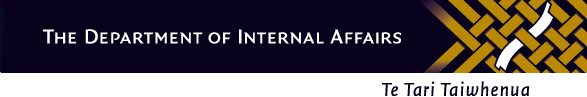 THE DEPARTMENT OF INTERNAL AFFAIRS
Te Tari Taiwhenua